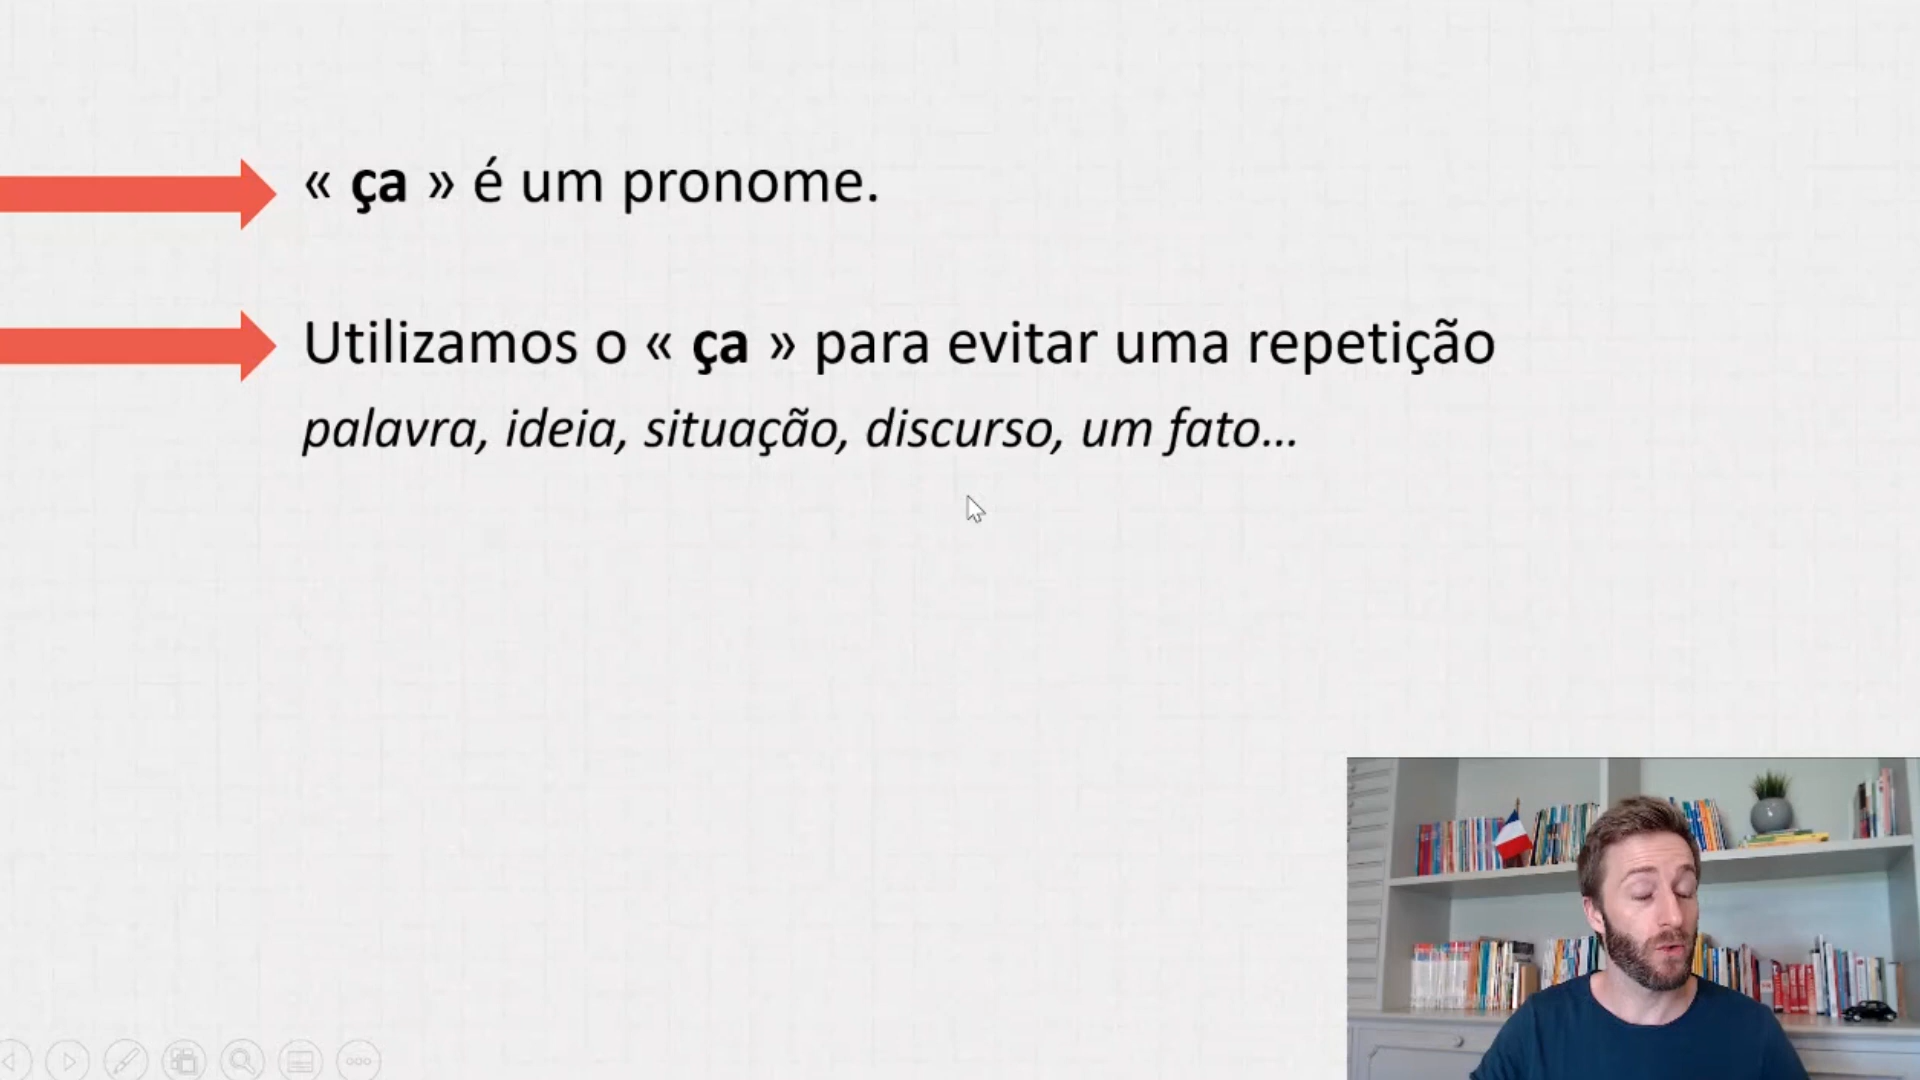 « ça » é um pronome.
Utilizamos o « ça » para evitar uma repetição
palavra, ideia, situação, discurso, um fato...